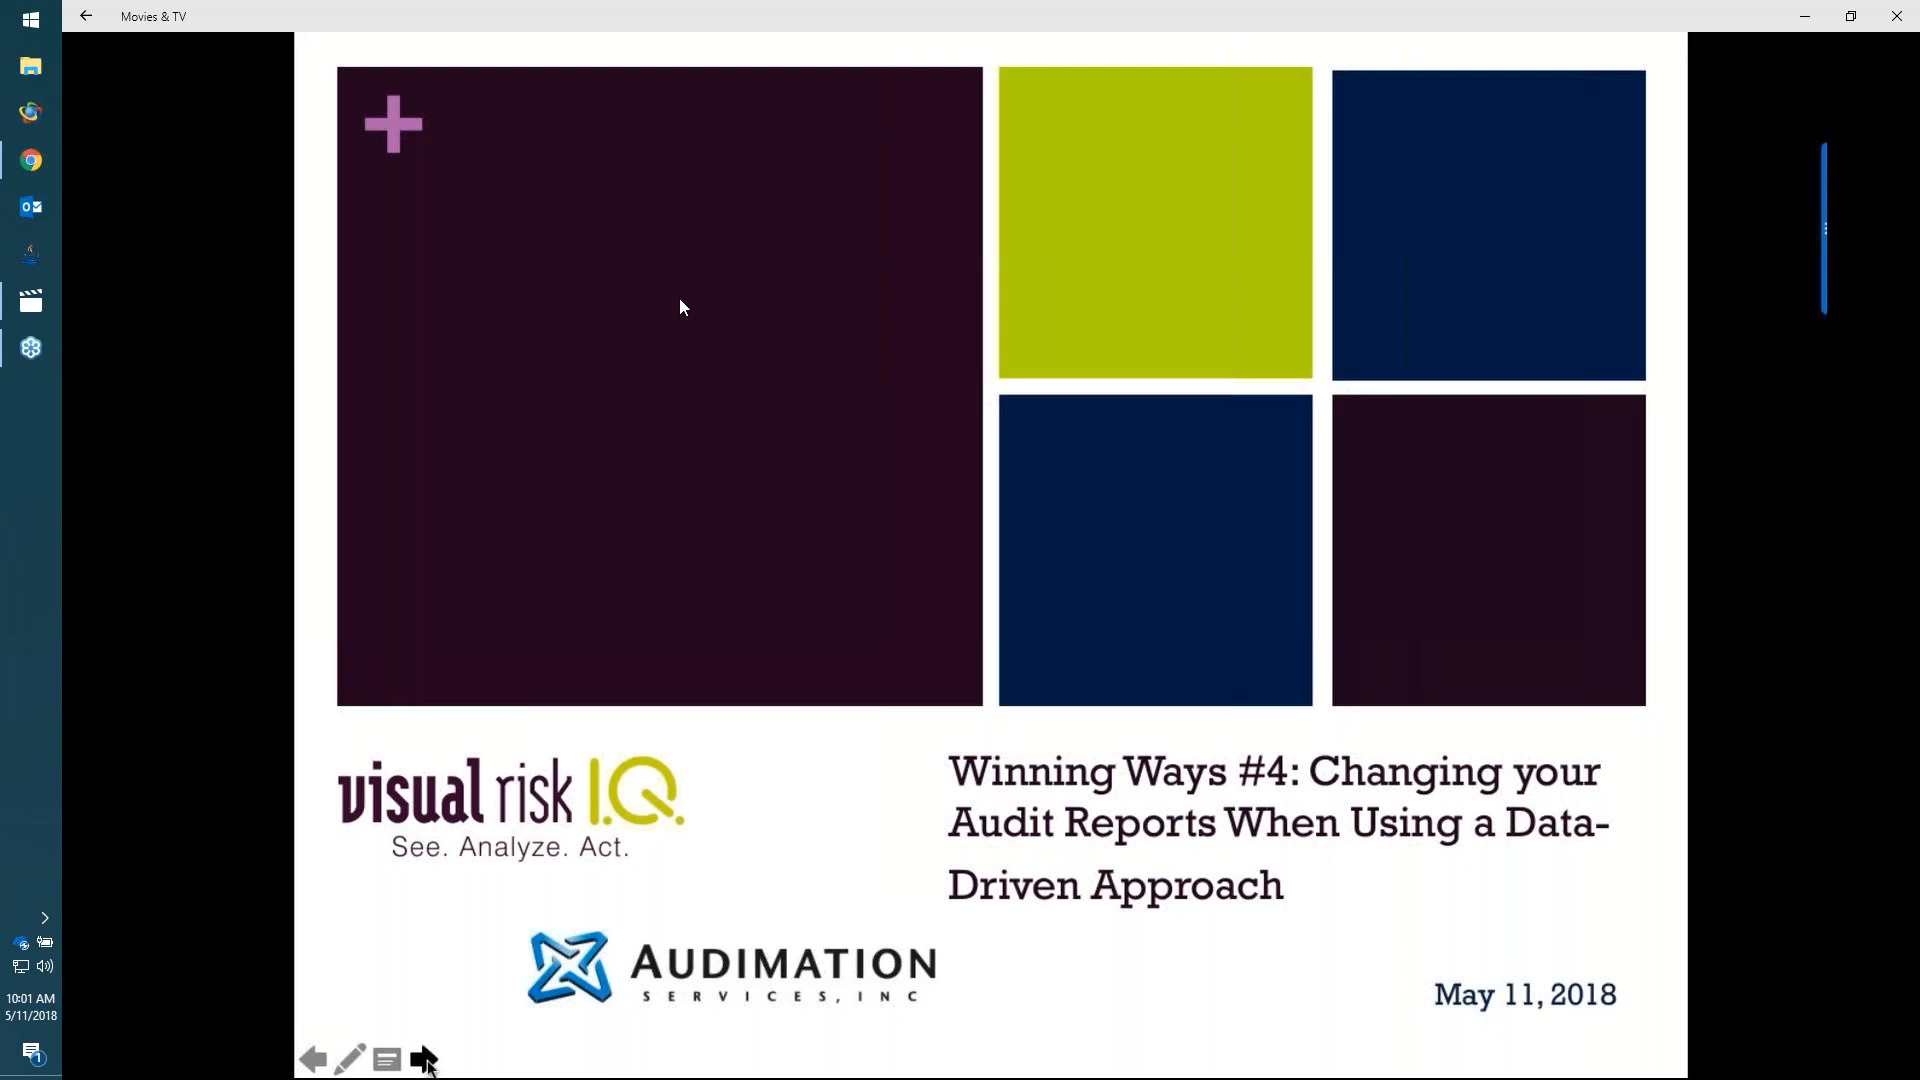 Movies & TV
visual risk I.Q.
See. Analyze. Act.
Winning Ways #4: Changing your
Audit Reports When Using a Data-
Driven Approach
AUDIMATION
SERVICES, INC
May 11, 2018
10:01 AM
5/11/2018
1